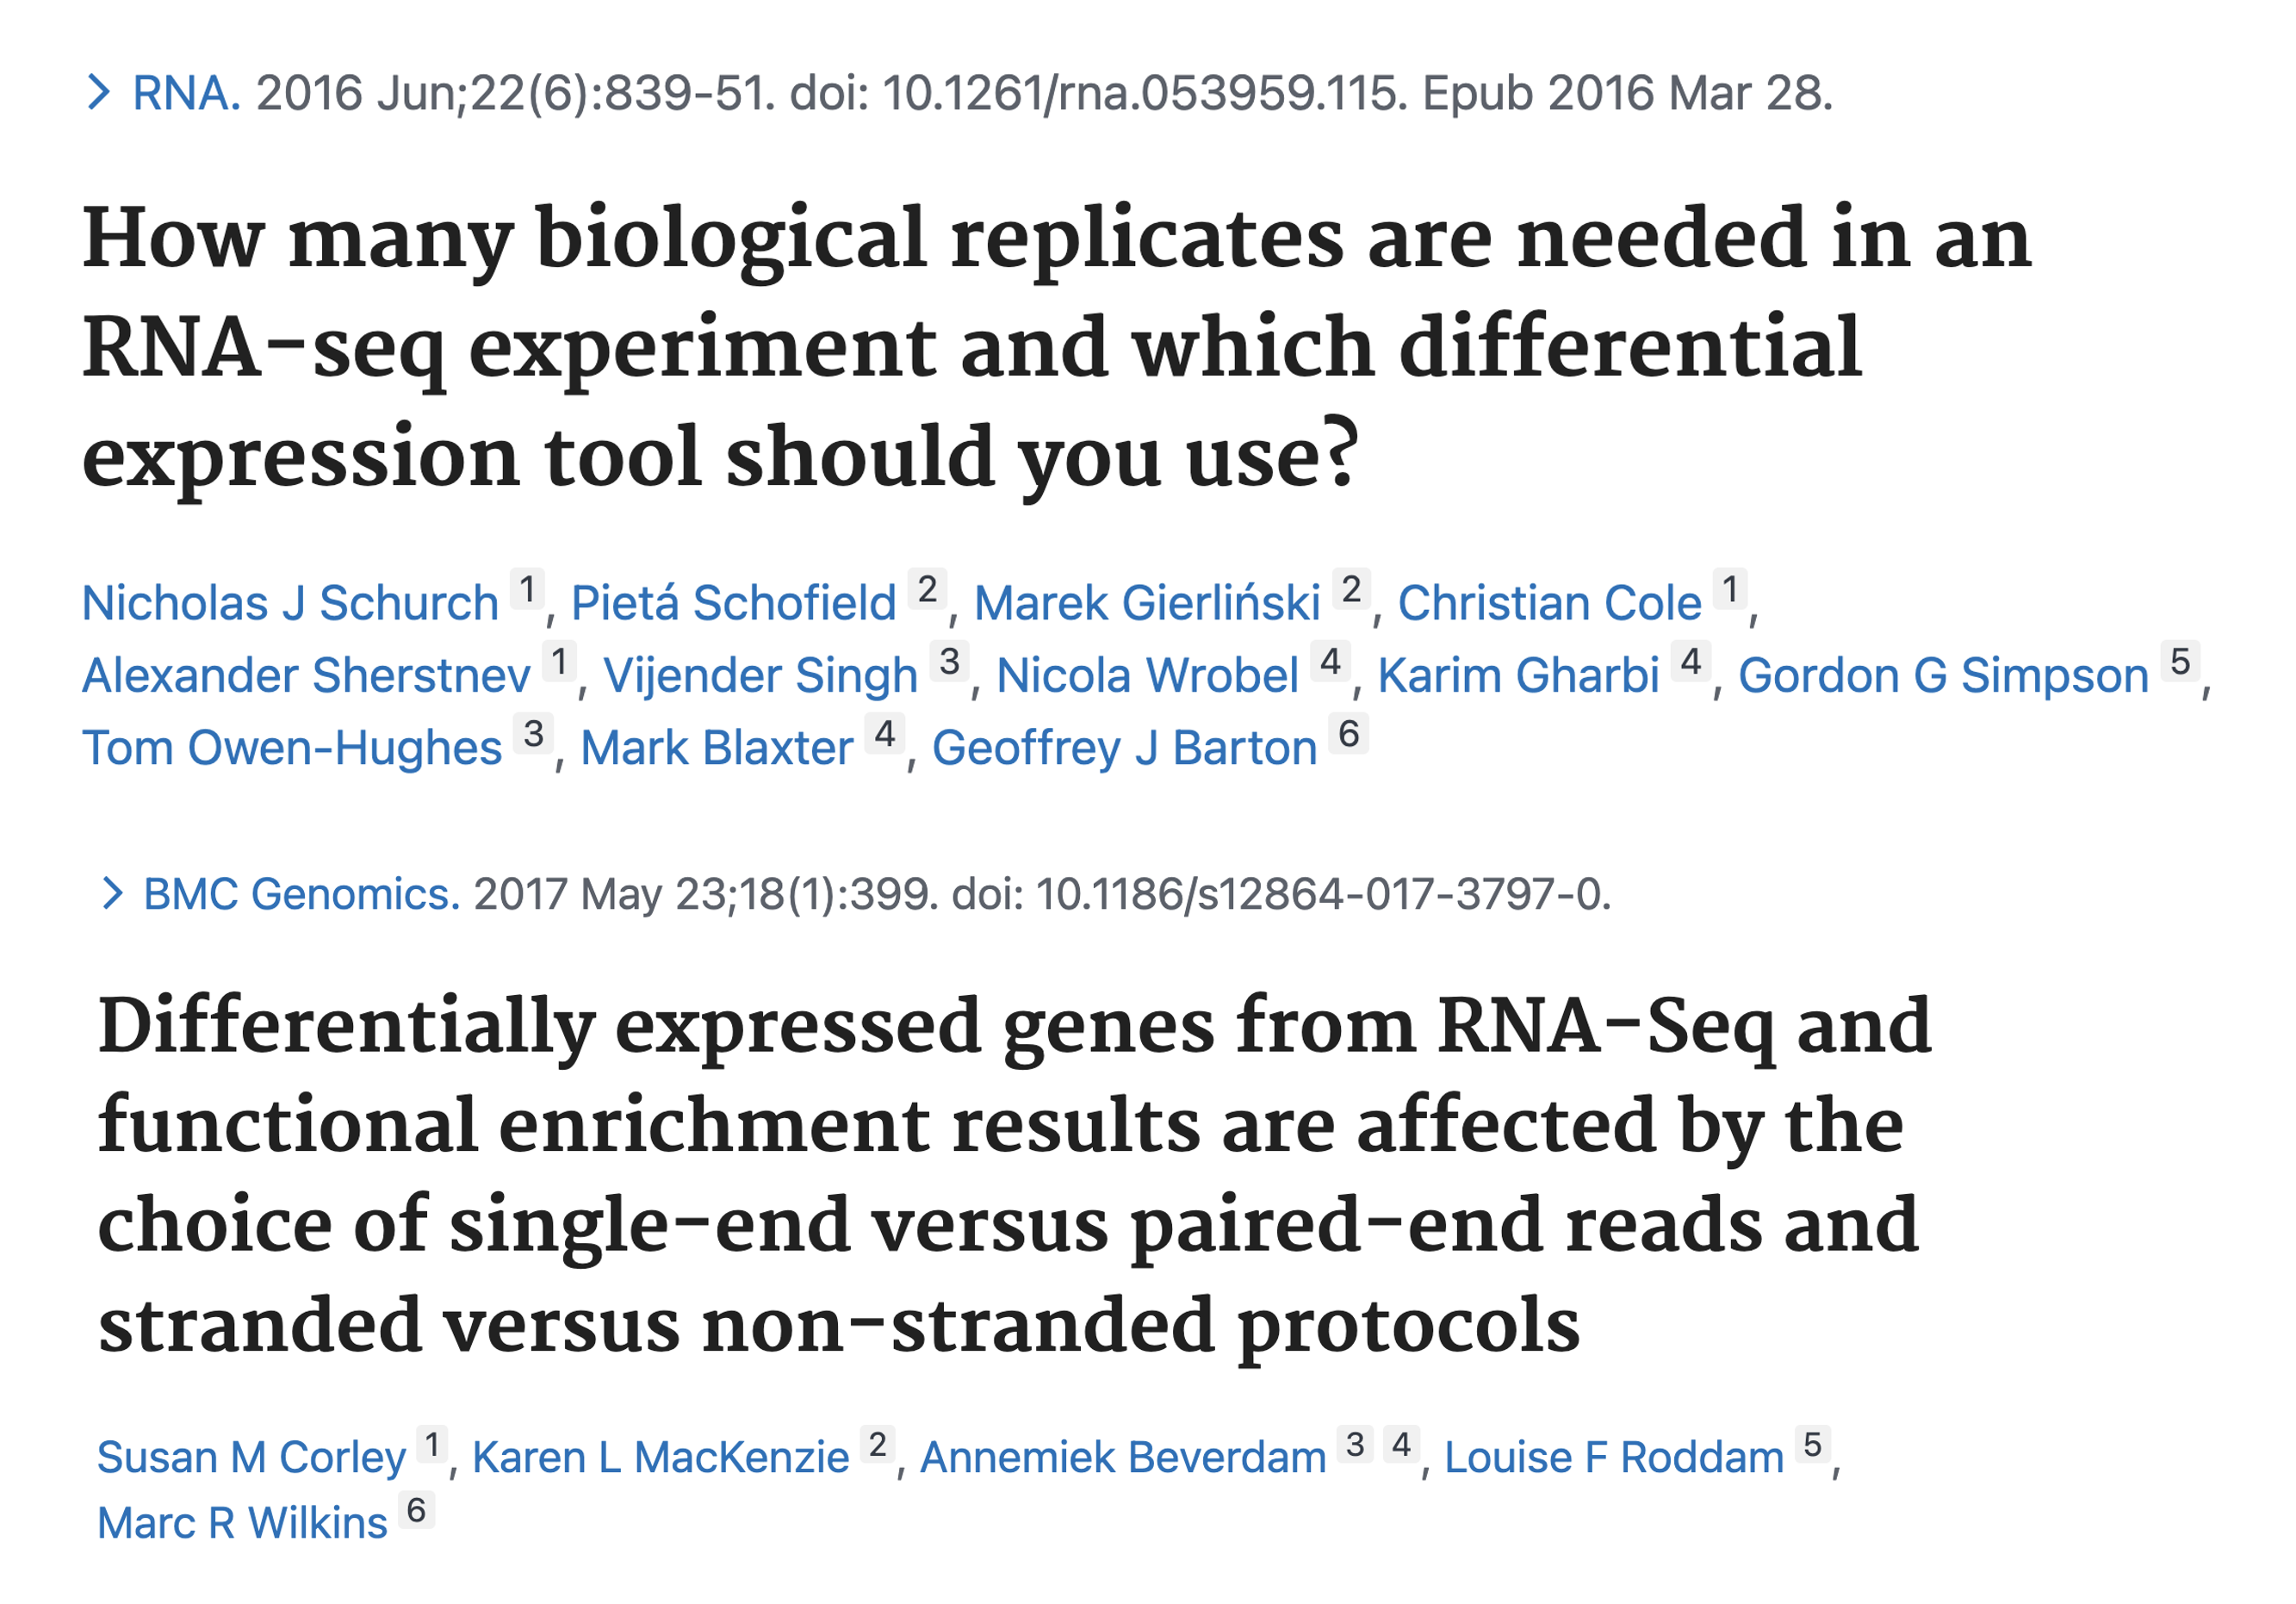 > RNA. 2016 Jun;22(6):839-51. doi: 10.1261/rna.053959.115. Epub 2016 Mar 28.
How many biological replicates are needed in an
RNA-seq experiment and which differential
expression tool should you use?
Nicholas J Schurch 1, Pietá Schofield 2, Marek Gierliński 2, Christian Cole 1,
Alexander Sherstnev 1, Vijender Singh 3, Nicola Wrobel 4, Karim Gharbi 4, Gordon G Simpson 5,
Tom Owen-Hughes 3, Mark Blaxter 4, Geoffrey J Barton 6
> BMC Genomics. 2017 May 23;18(1):399. doi: 10.1186/s12864-017-3797-0.
Differentially expressed genes from RNA-Seq and
functional enrichment results are affected by the
choice of single-end versus paired-end reads and
stranded versus non-stranded protocols
Susan M Corley 1, Karen L MacKenzie 2, Annemiek Beverdam 3 4, Louise F Roddam 5,
Marc R Wilkins 6